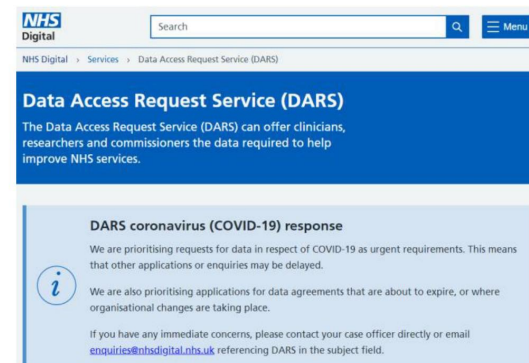 NHS
Digital
Search
Menu
NHS Digital › Services › Data Access Request Service (DARS)
Data Access Request Service (DARS)
The Data Access Request Service (DARS) can offer clinicians,
researchers and commissioners the data required to help
improve NHS services.
DARS coronavirus (COVID-19) response
We are prioritising requests for data in respect of COVID-19 as urgent requirements. This means
that other applications or enquiries may be delayed.
i
We are also prioritising applications for data agreements that are about to expire, or where
organisational changes are taking place.
If you have any immediate concerns, please contact your case officer directly or email
enquiries@nhsdigital.nhs.uk referencing DARS in the subject field.